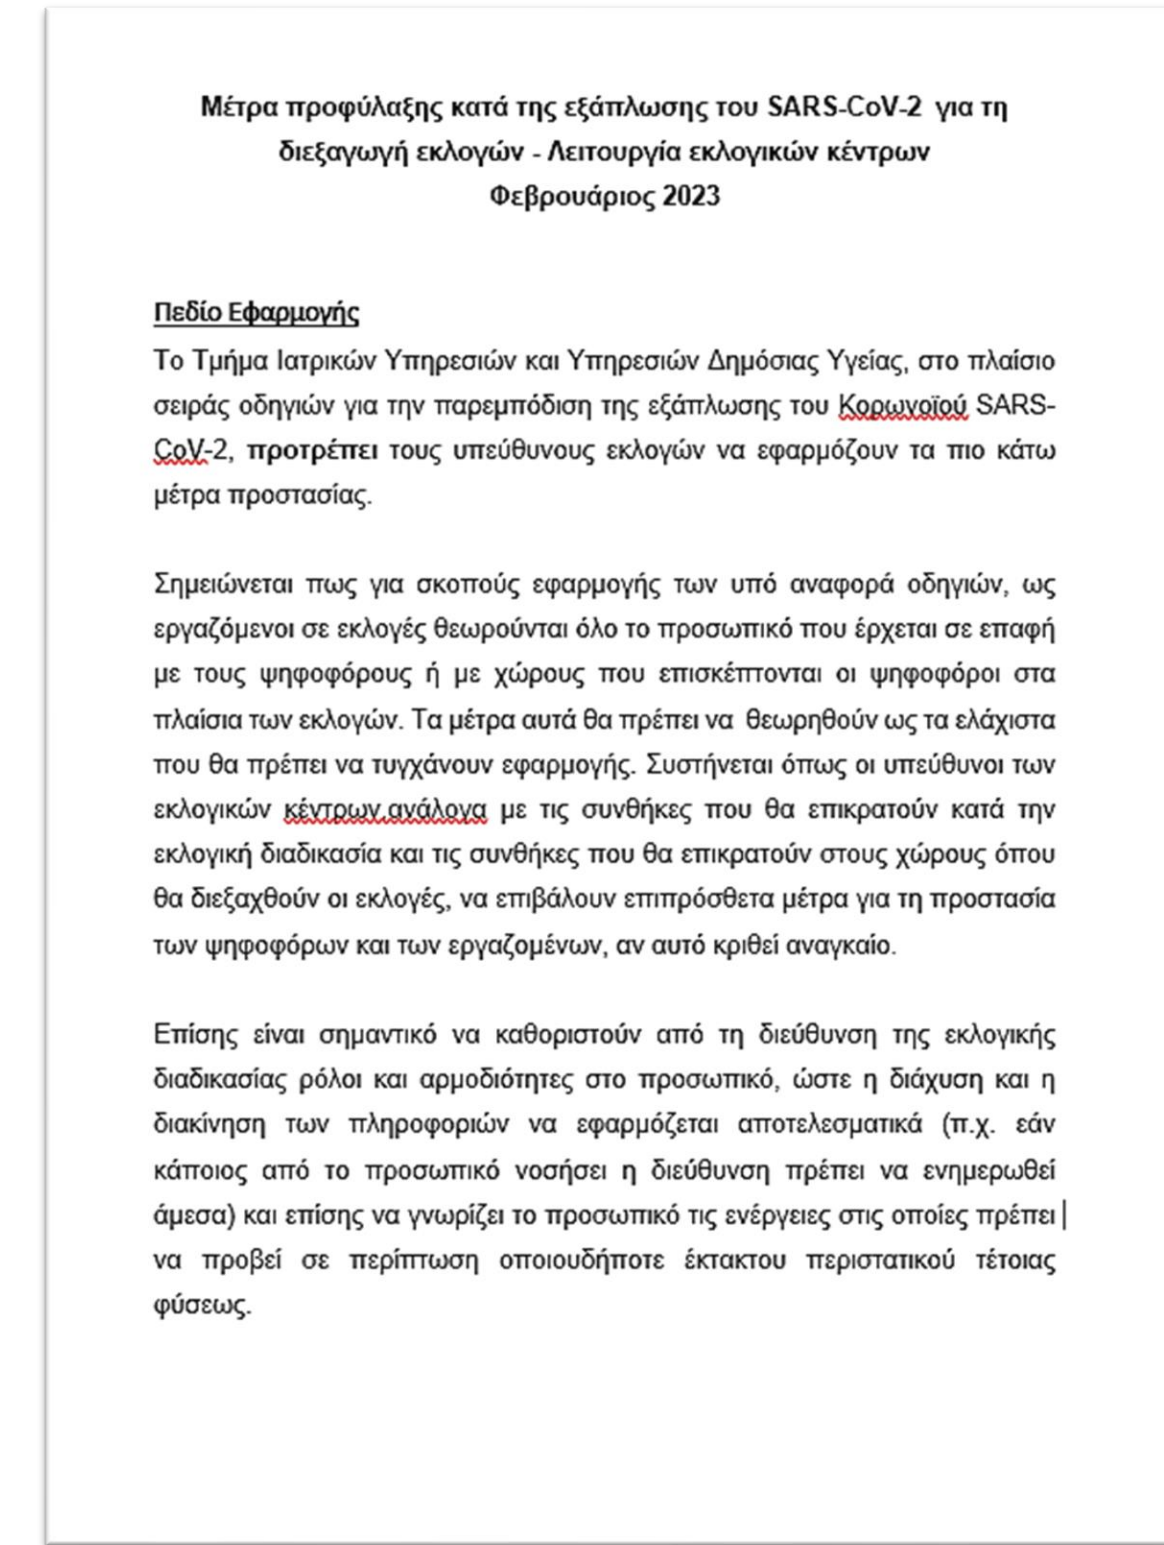 Μέτρα προφύλαξης κατά της εξάπλωσης του SARS-CoV-2 για τη
διεξαγωγή εκλογών - Λειτουργία εκλογικών κέντρων
Φεβρουάριος 2023
Πεδίο Εφαρμογής
Το Τμήμα Ιατρικών Υπηρεσιών και Υπηρεσιών Δημόσιας Υγείας, στο πλαίσιο
σειράς οδηγιών για την παρεμπόδιση της εξάπλωσης του Κορωνοϊού SARS-
CoV-2, προτρέπει τους υπεύθυνους εκλογών να εφαρμόζουν τα πιο κάτω
μέτρα προστασίας.
Σημειώνεται πως για σκοπούς εφαρμογής των υπό αναφορά οδηγιών, ως
εργαζόμενοι σε εκλογές θεωρούνται όλο το προσωπικό που έρχεται σε επαφή
με τους ψηφοφόρους ή με χώρους που επισκέπτονται οι ψηφοφόροι στα
πλαίσια των εκλογών. Τα μέτρα αυτά θα πρέπει να θεωρηθούν ως τα ελάχιστα
που θα πρέπει να τυγχάνουν εφαρμογής. Συστήνεται όπως οι υπεύθυνοι των
εκλογικών κέντρων,ανάλογα με τις συνθήκες που θα επικρατούν κατά την
εκλογική διαδικασία και τις συνθήκες που θα επικρατούν στους χώρους όπου
θα διεξαχθούν οι εκλογές, να επιβάλουν επιπρόσθετα μέτρα για τη προστασία
των ψηφοφόρων και των εργαζομένων, αν αυτό κριθεί αναγκαίο.
Επίσης είναι σημαντικό να καθοριστούν από τη διεύθυνση της εκλογικής
διαδικασίας ρόλοι και αρμοδιότητες στο προσωπικό, ώστε η διάχυση και η
διακίνηση των πληροφοριών να εφαρμόζεται αποτελεσματικά (π.χ. εάν
κάποιος από το προσωπικό νοσήσει η διεύθυνση πρέπει να ενημερωθεί
άμεσα) και επίσης να γνωρίζει το προσωπικό τις ενέργειες στις οποίες πρέπει
να προβεί σε περίπτωση οποιουδήποτε έκτακτου περιστατικού τέτοιας
φύσεως.